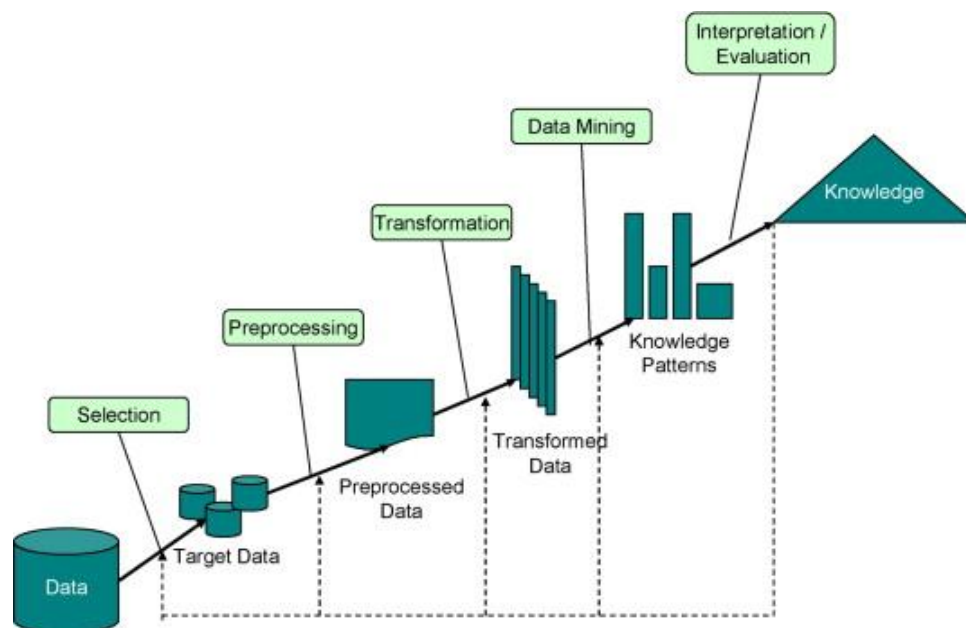 Interpretation /
Evaluation
Data Mining
Knowledge
Transformation
Preprocessing
Knowledge
Patterns
Selection
Transformed
Data
Preprocessed
Data
Target Data
Data